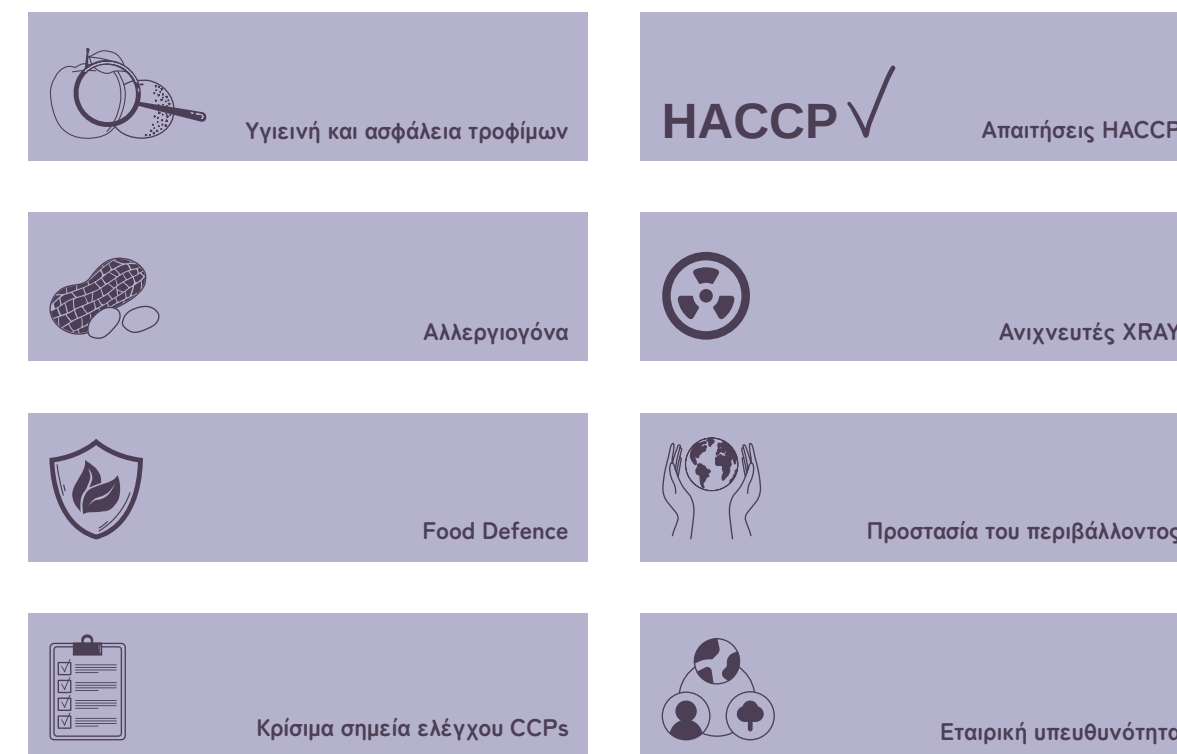 Υγιεινή και ασφάλεια τροφίμων
HACCP
Απαιτήσεις HACCP
Αλλεργιογόνα
Ανιχνευτές XRAY
Food Defence
Προστασία του περιβάλλοντος
Κρίσιμα σημεία ελέγχου CCPs
Εταιρική υπευθυνότητα